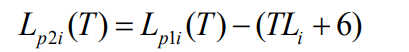 L_{p2i}(T) = L_{p1i}(T) − (TL_i + 6)